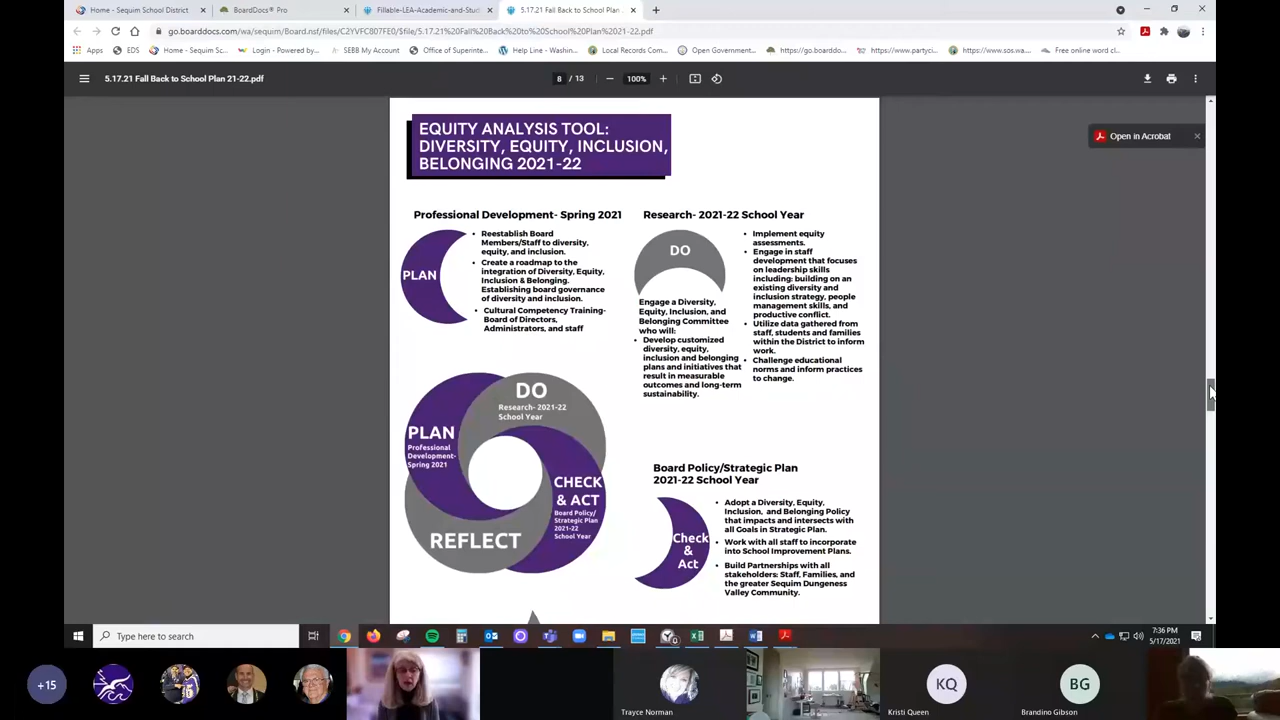 Home - Sequim School District
BoardDocs® Pro
Fillable-LEA-Academic-and-Stud
5.17.21 Fall Back to School Plan
go.boarddocs.com/wa/sequim/Board.nsf/files/C2YVFC807FE0/$file/5.17.21%20Fall%20Back%20to%20School%20Plan%2021-22.pdf
Apps
EDS
Home - Sequim Sc...
Login - Powered by...
SEBB My Account
Office of Superinte...
Help Line - Washin...
Local Records Com...
Open Government...
https://go.boarddo...
https://www.partyci...
https://www.sos.wa...
Free online word cl...
5.17.21 Fall Back to School Plan 21-22.pdf
8 / 13
100%
Open in Acrobat
EQUITY ANALYSIS TOOL:
DIVERSITY, EQUITY, INCLUSION,
BELONGING 2021-22
Professional Development- Spring 2021
PLAN
• Reestablish Board
Members/Staff to diversity,
equity, and inclusion.
• Create a roadmap to the
integration of Diversity, Equity,
Inclusion & Belonging.
Establishing board governance
of diversity and inclusion.
• Cultural Competency Training-
Board of Directors,
Administrators, and staff
Research- 2021-22 School Year
DO
Engage a Diversity,
Equity, Inclusion, and
Belonging Committee
who will:
• Develop customized
diversity, equity,
inclusion and belonging
plans and initiatives that
result in measurable
outcomes and long-term
sustainability.
• Implement equity
assessments.
• Engage in staff
development that focuses
on leadership skills
including: building on an
existing diversity and
inclusion strategy, people
management skills, and
productive conflict.
• Utilize data gathered from
staff, students and families
within the District to inform
work.
• Challenge educational
norms and inform practices
to change.
DO
Research- 2021-22
School Year
PLAN
Professional
Development-
Spring 2021
CHECK
& ACT
Board Policy/
Strategic Plan
2021-22
School Year
REFLECT
Board Policy/Strategic Plan
2021-22 School Year
Check
&
Act
• Adopt a Diversity, Equity,
Inclusion, and Belonging Policy
that impacts and intersects with
all Goals in Strategic Plan.
• Work with all staff to incorporate
into School Improvement Plans.
• Build Partnerships with all
stakeholders: Staff, Families, and
the greater Sequim Dungeness
Valley Community.
Type here to search
7:36 PM
5/17/2021
+15
Trayce Norman
KQ
Kristi Queen
BG
Brandino Gibson